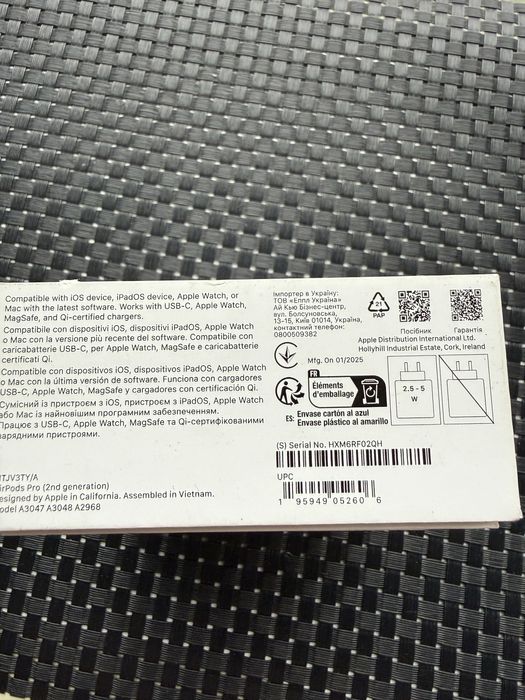 Compatible with iOS device, iPadOS device, Apple Watch, or
Mac with the latest software. Works with USB-C, Apple Watch,
MagSafe, and Qi-certified chargers.
Compatibile con dispositivi iOS, dispositivi iPadOS, Apple Watch
o Mac con la versione più recente del software. Compatibile con
caricabatterie USB-C, per Apple Watch, MagSafe e caricabatterie
certificati Qi.
Compatible con dispositivos iOS, dispositivos iPadOS, Apple Watch
o Mac con la última versión de software. Funciona con cargadores
USB-C, Apple Watch, MagSafe y cargadores con certificación Qi.
Сумісний із пристроєм з iOS, пристроєм з iPadOS, Apple Watch
або Mac із найновішим програмним забезпеченням.
Працює з USB-C, Apple Watch, MagSafe та Qi-сертифікованими
зарядними пристроями.
MTJV3TY/A
AirPods Pro (2nd generation)
Designed by Apple in California. Assembled in Vietnam.
Model A3047 A3048 A2968
Імпортер в Україну:
ТОВ «Еппл Україна»
Ай Кью Бізнес-центр,
вул. Болсуновська,
13-15, Київ, 01014, Україна,
контактний телефон:
0800509382
Mfg. On 01/2025
21
PAP
Посібник
Гарантія
Apple Distribution International Ltd.
Hollyhill Industrial Estate, Cork, Ireland
FR
Éléments
d'emballage
ES:
Envase cartón al azul
Envase plástico al amarillo
2.5 - 5
W
(S) Serial No. HXM6RF02QH
UPC
1 95949 05260 6